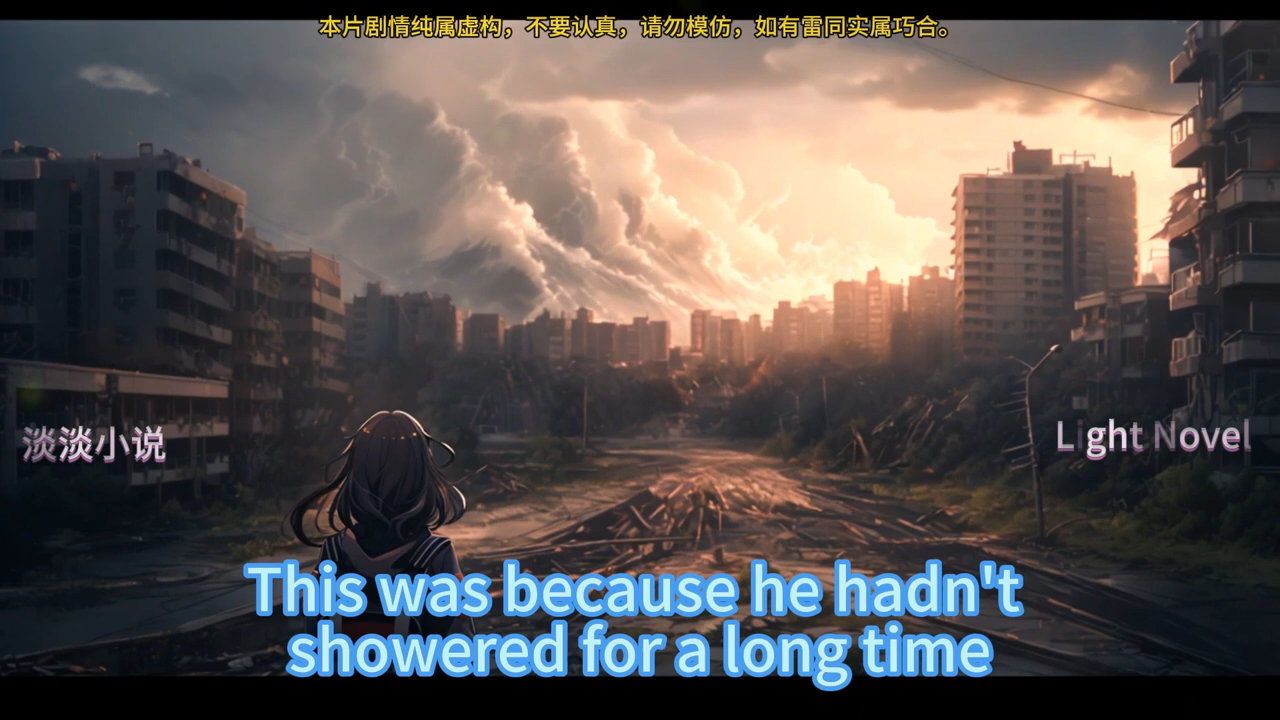 本片剧情纯属虚构，不要认真，请勿模仿，如有雷同实属巧合。
淡淡小说
Light Novel
This was because he hadn't
showered for a long time